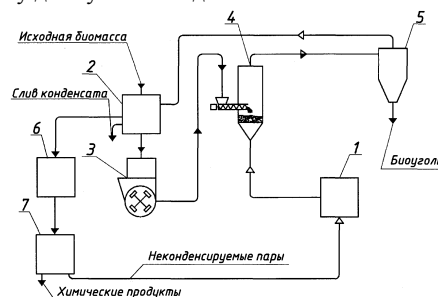 4
5
Исходная биомасса
2
Слив конденсата
6
3
1
Биоуголь
7
Неконденсируемые пары
Химические продукты